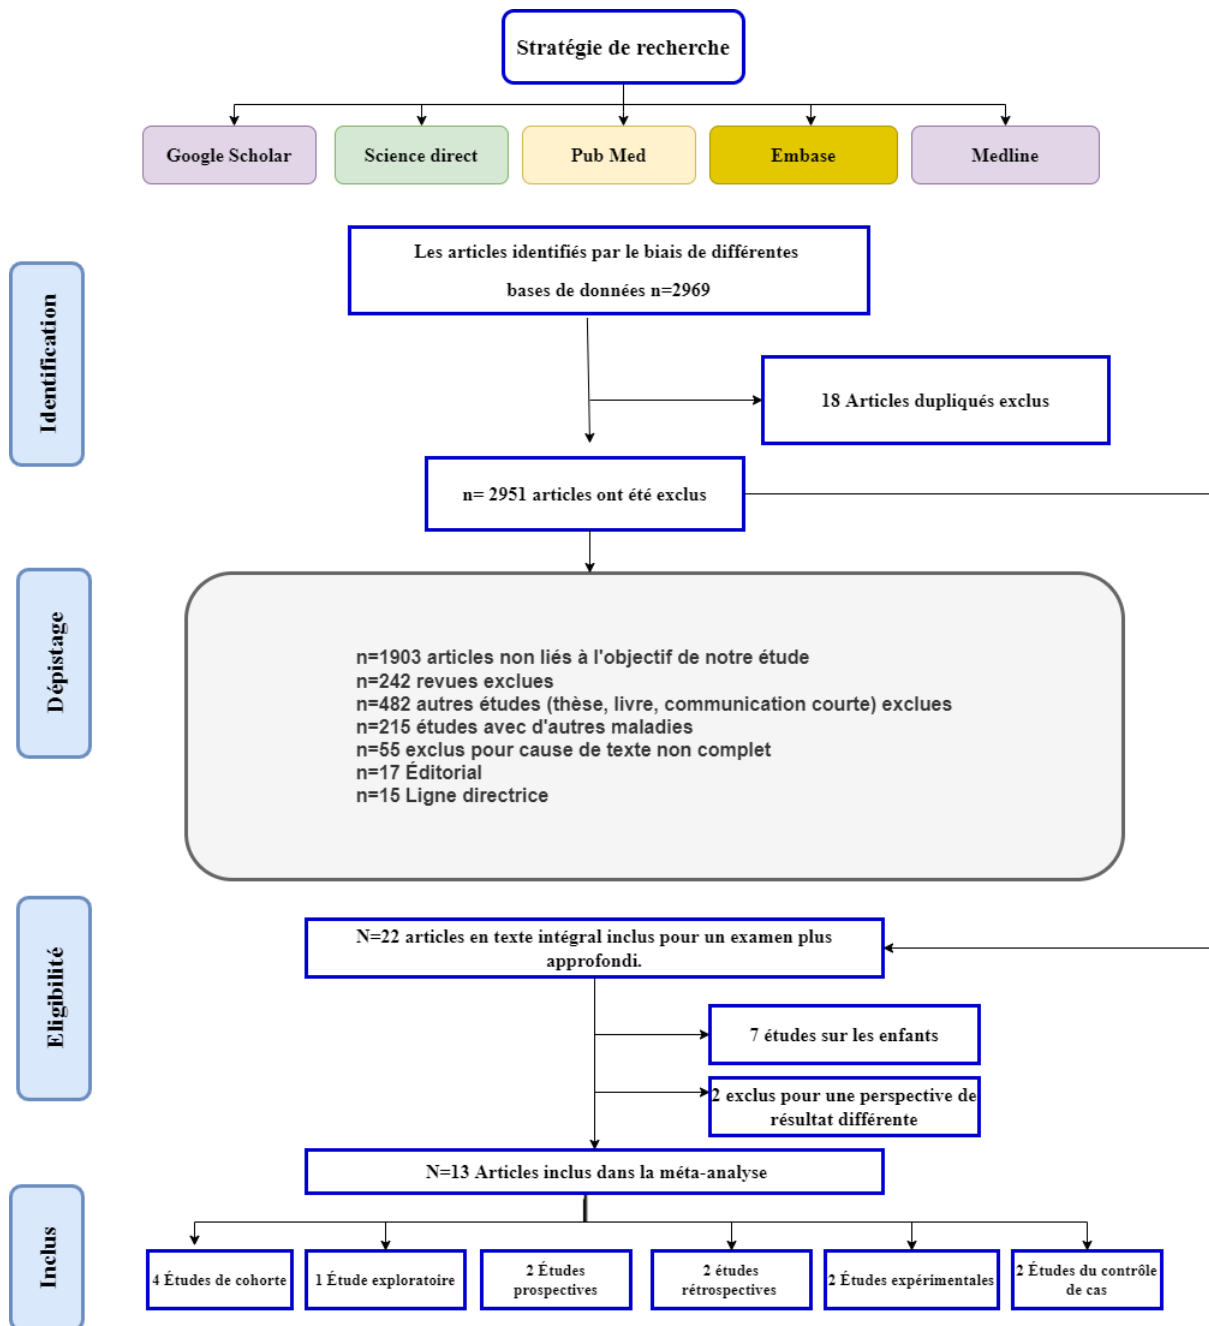 Stratégie de recherche
Google Scholar
Science direct
Pub Med
Embase
Medline
Identification
Les articles identifiés par le biais de différentes
bases de données n=2969
18 Articles dupliqués exclus
n= 2951 articles ont été exclus
Dépistage
n=1903 articles non liés à l'objectif de notre étude
n=242 revues exclues
n=482 autres études (thèse, livre, communication courte) exclues
n=215 études avec d'autres maladies
n=55 exclus pour cause de texte non complet
n=17 Éditorial
n=15 Ligne directrice
Eligibilité
N=22 articles en texte intégral inclus pour un examen plus
approfondi.
7 études sur les enfants
2 exclus pour une perspective de
résultat différente
N=13 Articles inclus dans la méta-analyse
Inclus
4 Études de cohorte
1 Étude exploratoire
2 Études
prospectives
2 études
rétrospectives
2 Études expérimentales
2 Études du contrôle
de cas